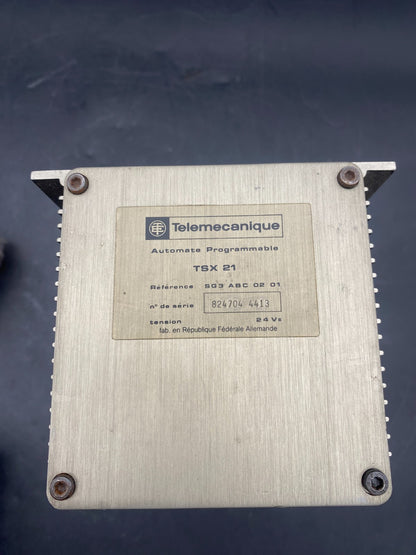 Telemecanique
Automate Programmable
TSX 21
Référence SG3 ABC 02 01
n° de série 824704 4413
tension 24 Vs
fab. en République Fédérale Allemande